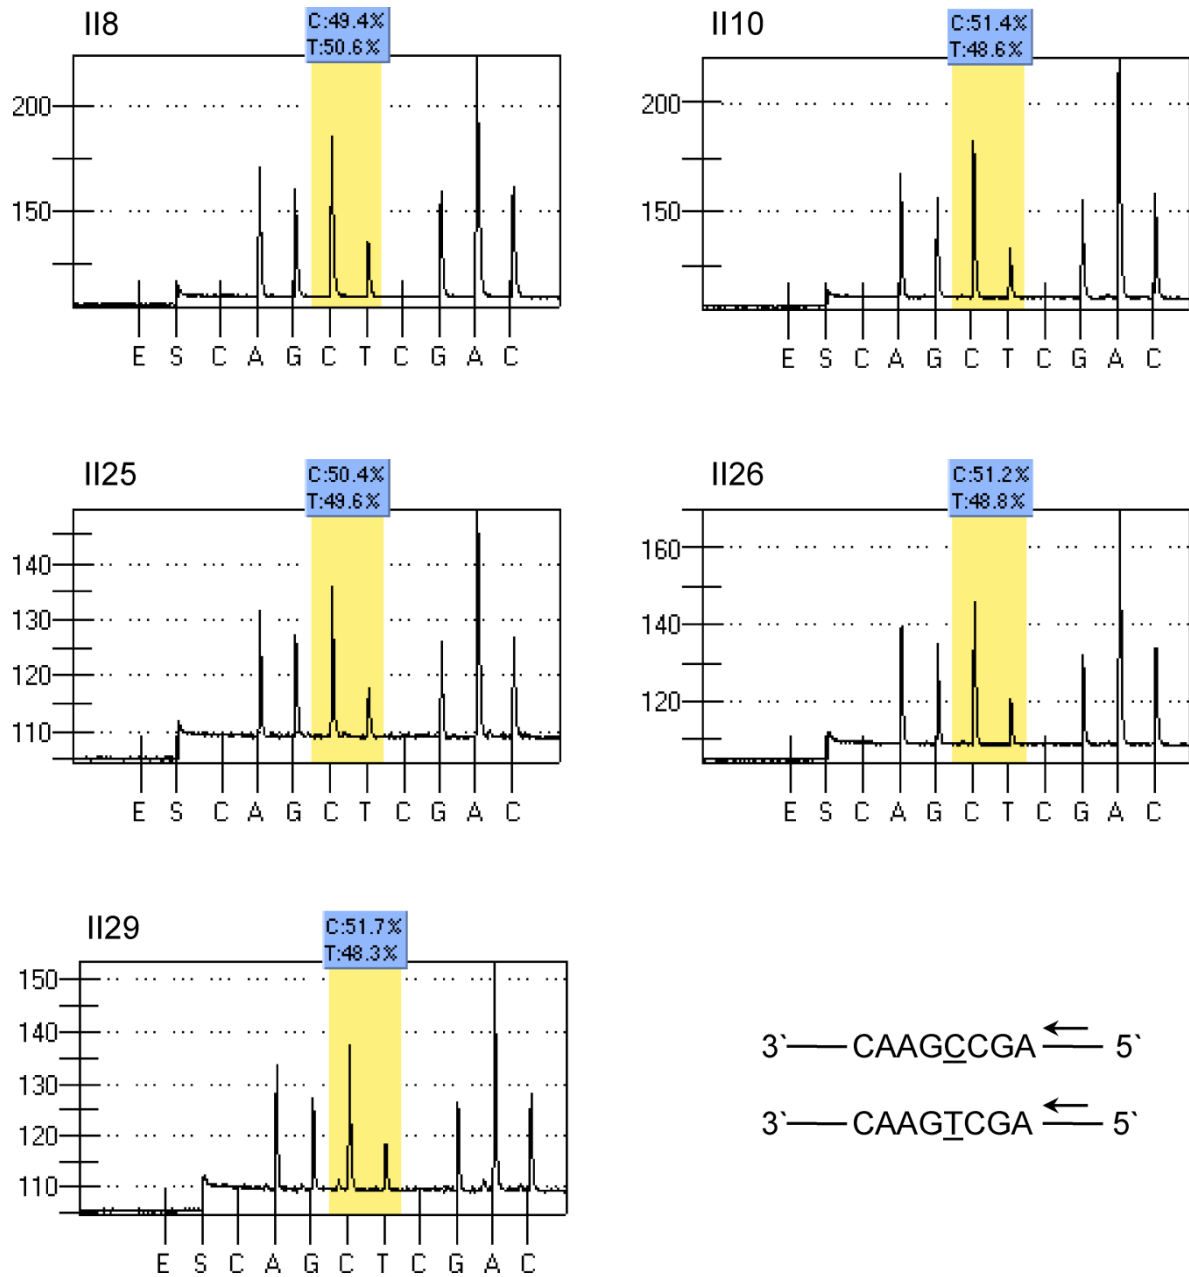 II8
C:49.4%
T:50.6%
200
150
E S C A G C T C G A C
II10
C:51.4%
T:48.6%
200
150
E S C A G C T C G A C
II25
C:50.4%
T:49.6%
140
130
120
110
E S C A G C T C G A C
II26
C:51.2%
T:48.8%
160
140
120
E S C A G C T C G A C
II29
C:51.7%
T:48.3%
150
140
130
120
110
E S C A G C T C G A C
3` CAAGCCGA 5`
3` CAAGTCGA 5`